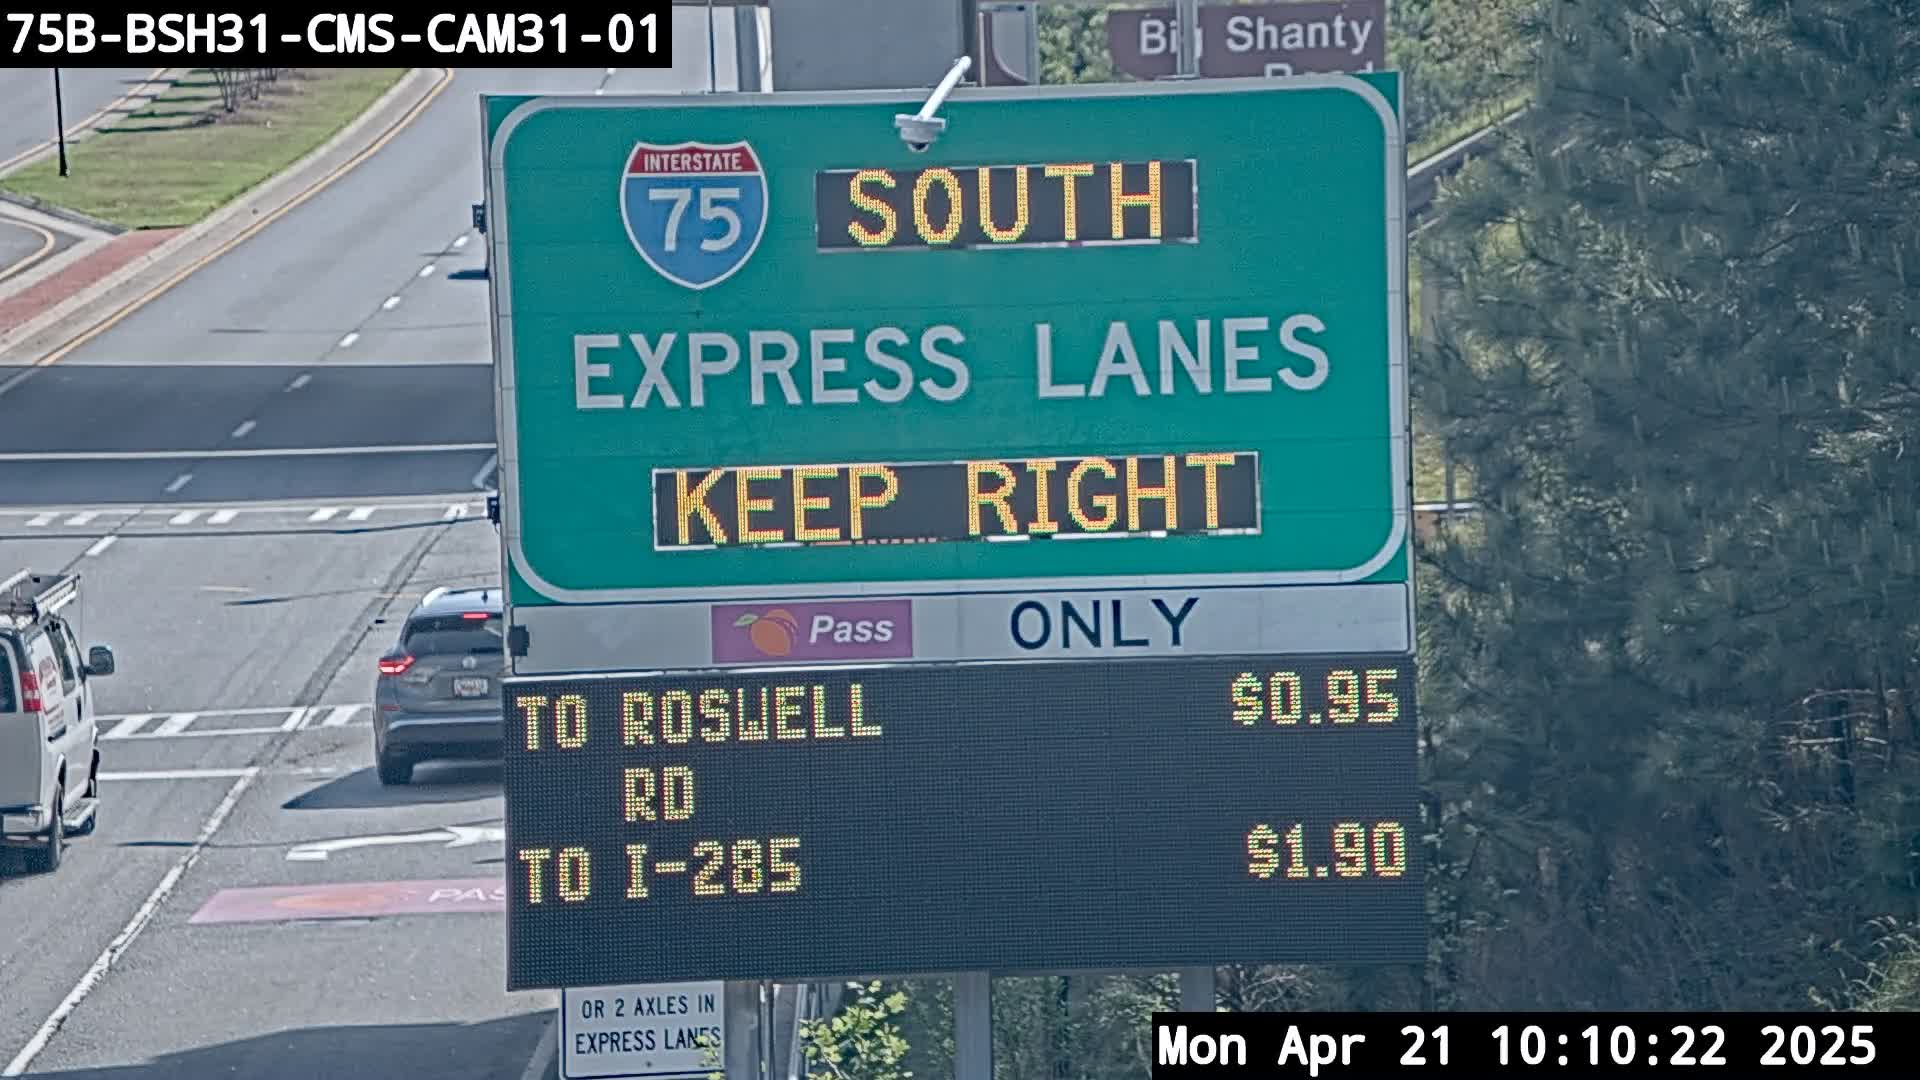 75B-BSH31-CMS-CAM31-01
Big Shanty
Road
INTERSTATE
75
SOUTH
EXPRESS LANES
KEEP RIGHT
Pass ONLY
TO ROSWELL $0.95
RD
TO I-285 $1.90
PAS
OR 2 AXLES IN
EXPRESS LANES
Mon Apr 21 10:10:22 2025